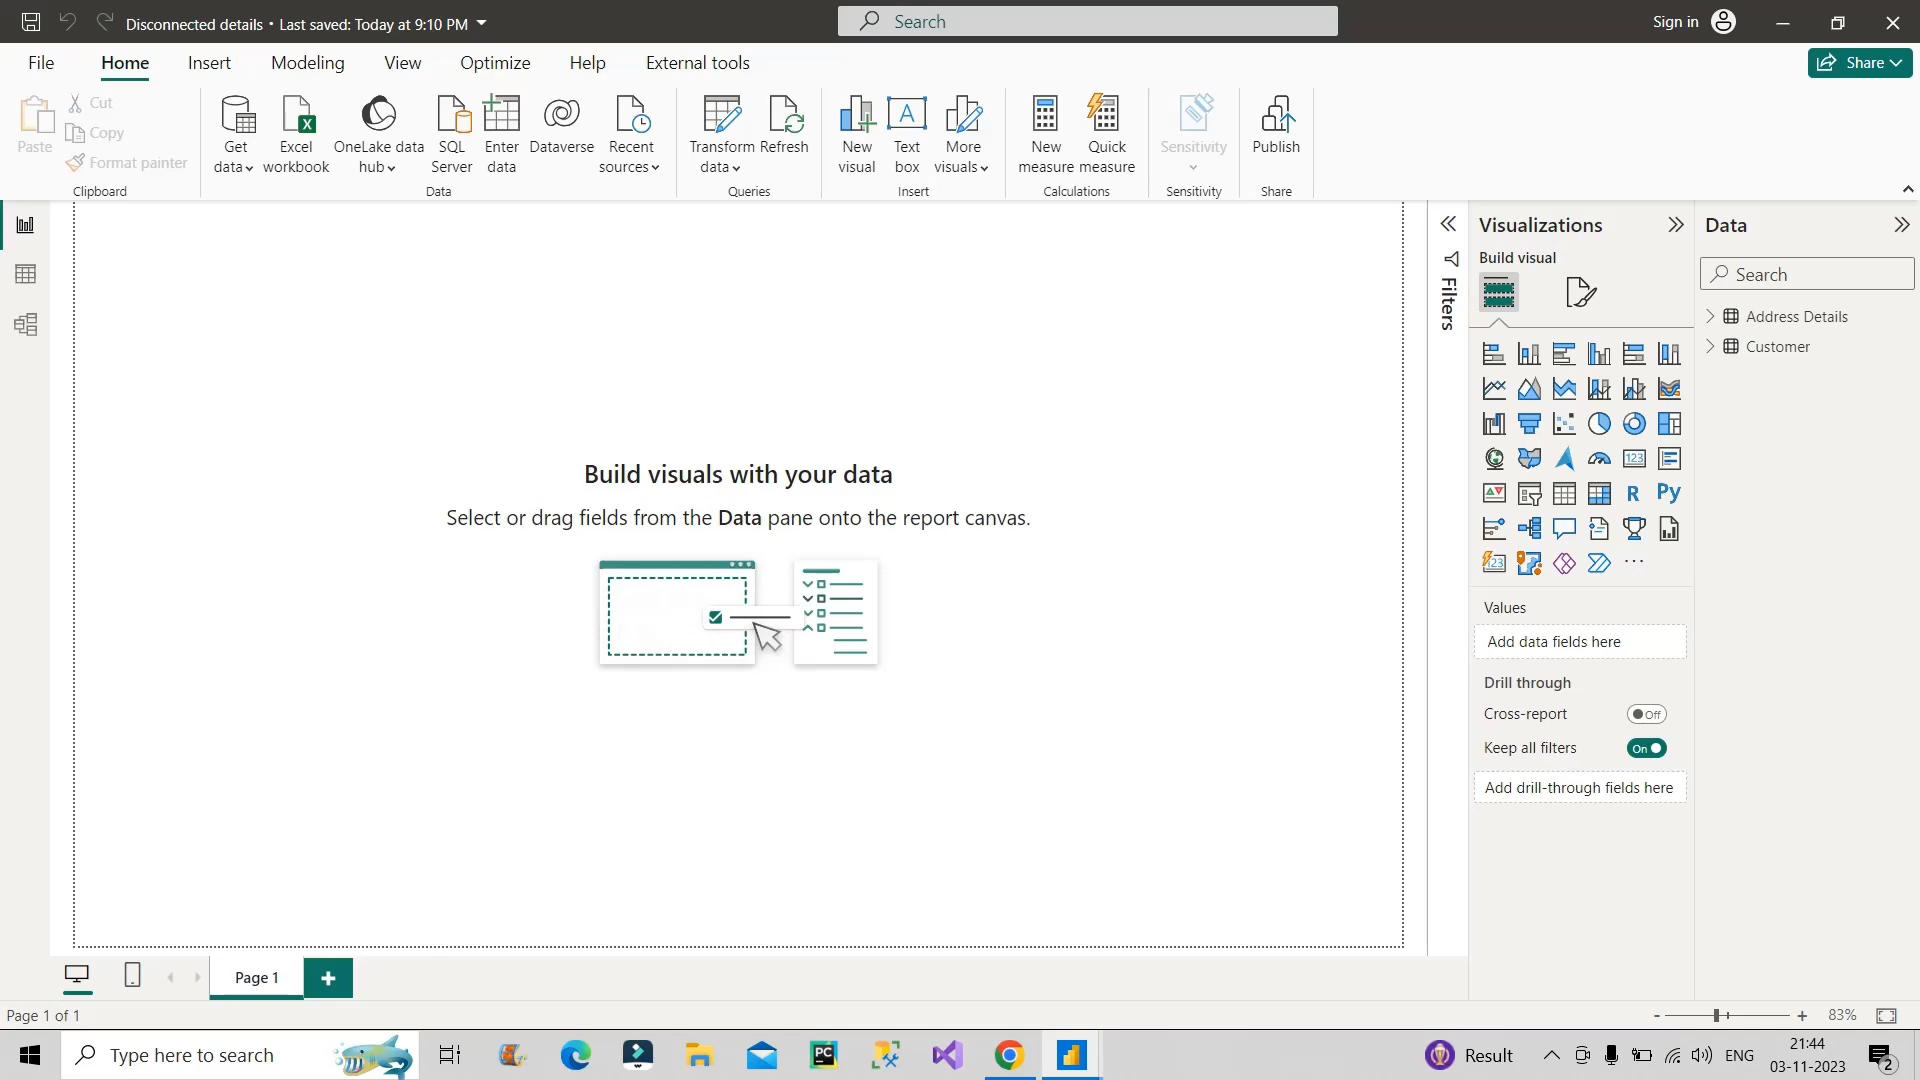 Disconnected details • Last saved: Today at 9:10 PM
Search
Sign in
File
Home
Insert
Modeling
View
Optimize
Help
External tools
Share
Paste
Cut
Copy
Format painter
Clipboard
Get data
Excel workbook
OneLake data hub
SQL Server
Enter data
Dataverse
Recent sources
Data
Transform data
Refresh
Queries
New visual
Text box
More visuals
Insert
New measure
Quick measure
Calculations
Sensitivity
Sensitivity
Publish
Share
Build visuals with your data
Select or drag fields from the Data pane onto the report canvas.
Filters
Visualizations
Build visual
123
R
Py
123
Values
Add data fields here
Drill through
Cross-report
Off
Keep all filters
On
Add drill-through fields here
Data
Search
Address Details
Customer
Page 1
Page 1 of 1
83%
Type here to search
PC
Result
ENG
21:44
03-11-2023
2